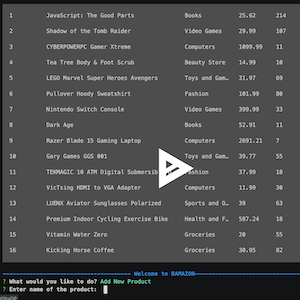 1 JavaScript: The Good Parts Books 25.62 214
2 Shadow of the Tomb Raider Video Games 29.99 107
3 CYBERPOWERPC Gamer Xtreme Computers 1099.99 11
4 Tea Tree Body & Foot Scrub Beauty Store 14.99 10
5 LEGO Marvel Super Heroes Avengers Toys and Gam… 31.97 69
6 Pullover Hoody Sweatshirt Fashion 101.99 80
7 Nintendo Switch Console Video Games 399.99 33
8 Dark Age Books 52.91 11
9 Razer Blade 15 Gaming Laptop Computers 2691.21 7
10 Gary Games GGS 001 Toys and Gam… 39.77 55
11 TEKMAGIC 10 ATM Digital Submersib Fashion 37.99 18
12 VicTsing HDMI to VGA Adapter Computers 11.99 30
13 LUENX Aviator Sunglasses Polarized Sports and O… 39 63
14 Premium Indoor Cycling Exercise Bike Health and F… 587.24 18
15 Vitamin Water Zero Groceries 20 55
16 Kicking Horse Coffee Groceries 30.95 82
Welcome to BAMAZON
? What would you like to do? Add New Product
? Enter name of the product: